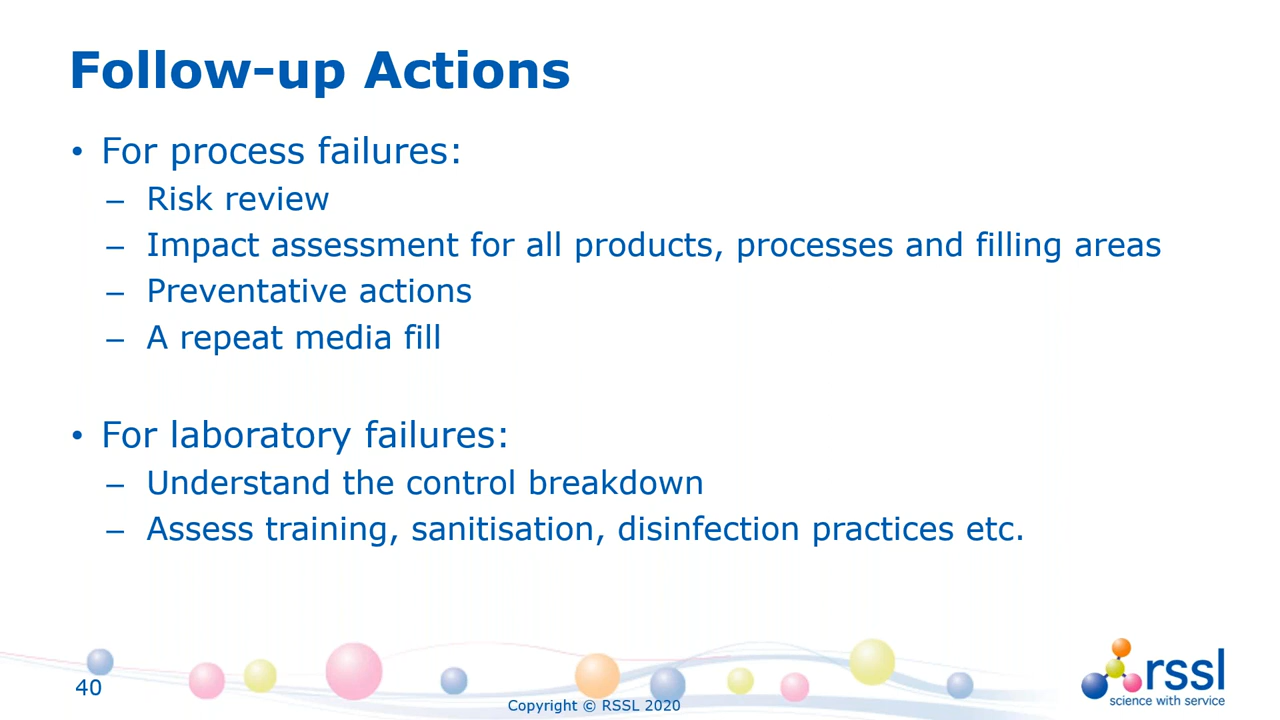 Follow-up Actions
• For process failures:
– Risk review
– Impact assessment for all products, processes and filling areas
– Preventative actions
– A repeat media fill
• For laboratory failures:
– Understand the control breakdown
– Assess training, sanitisation, disinfection practices etc.
40
Copyright © RSSL 2020
rssl
science with service